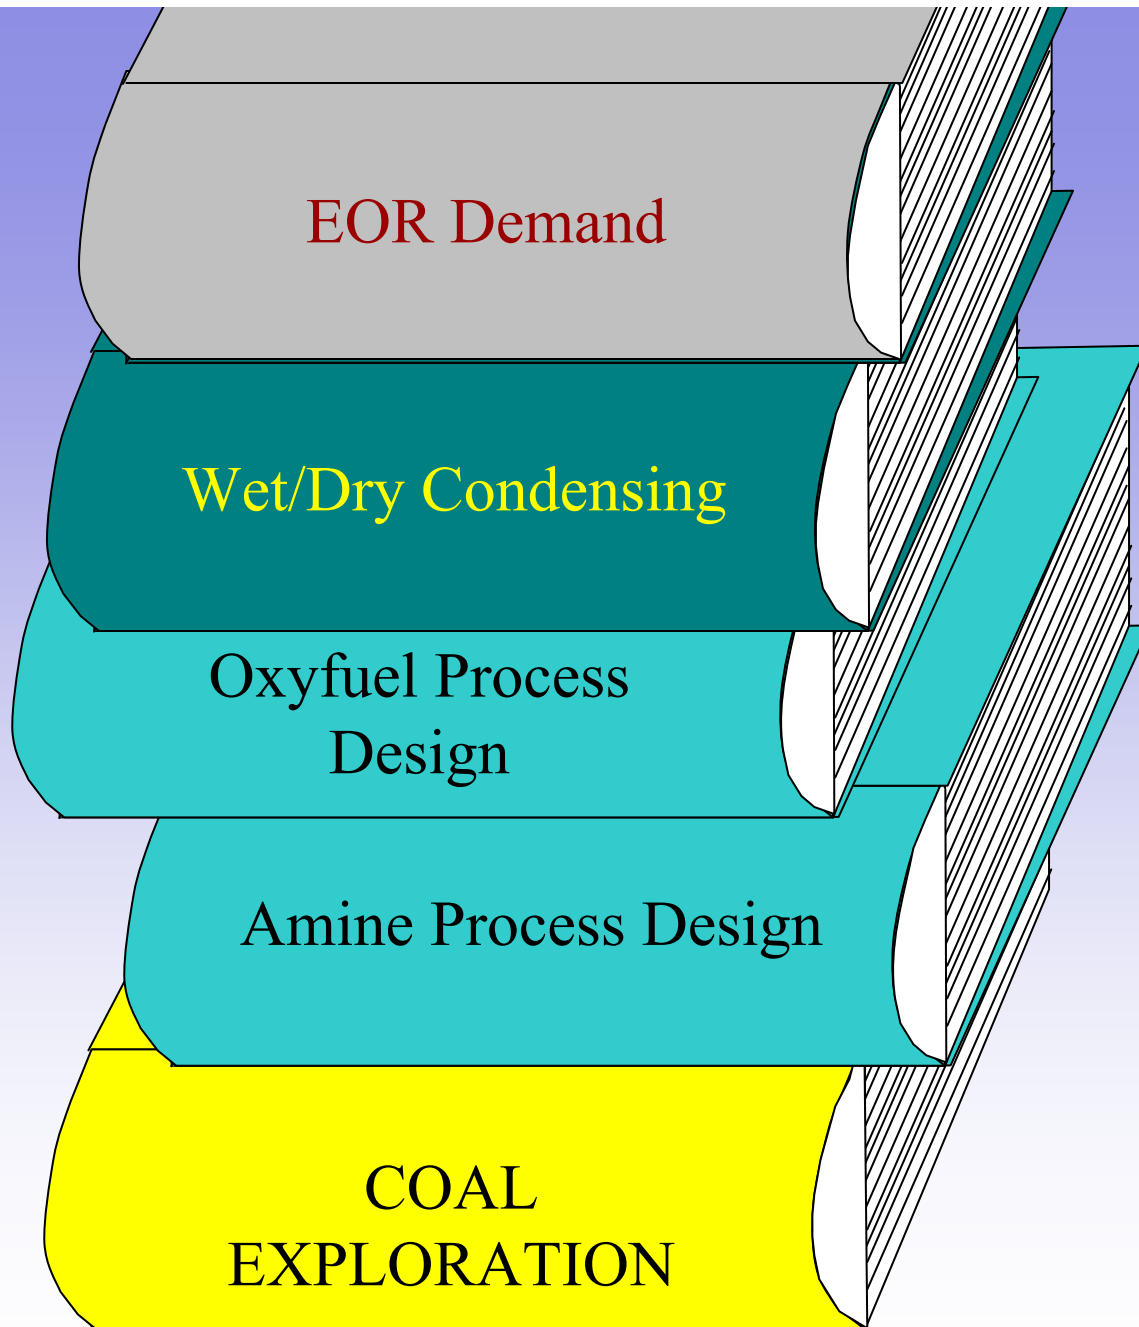 EOR Demand
Wet/Dry Condensing
Oxyfuel Process
Design
Amine Process Design
COAL
EXPLORATION